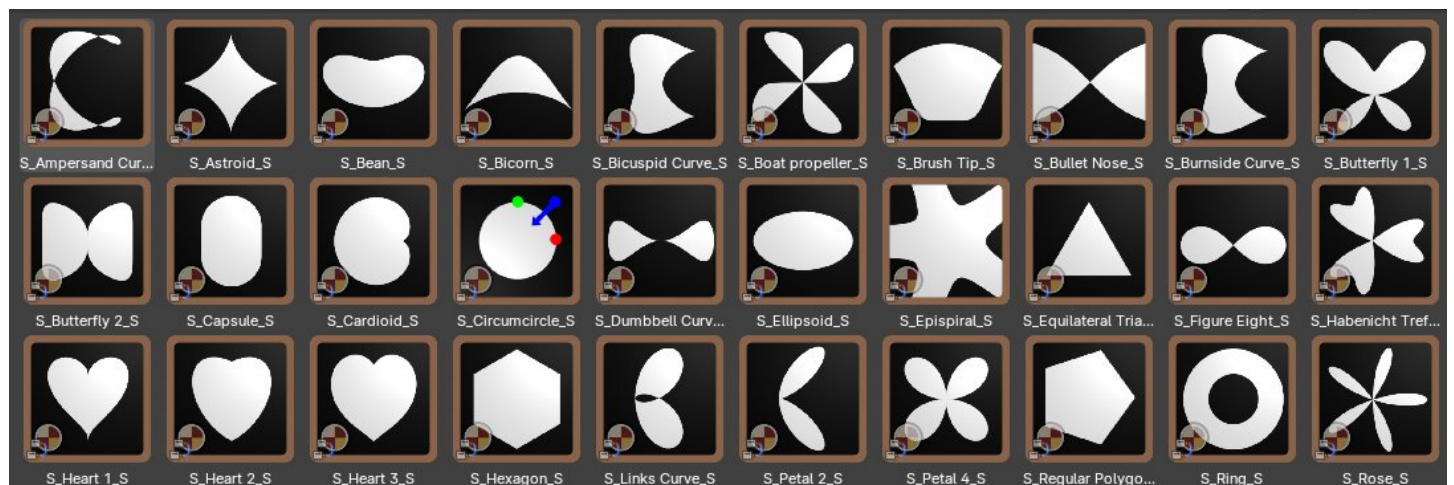 S_Ampersand Cur... S_Astroid_S S_Bean_S S_Bicorn_S S_Bicuspid Curve_S S_Boat propeller_S S_Brush Tip_S S_Bullet Nose_S S_Burnside Curve_S S_Butterfly 1_S
S_Butterfly 2_S S_Capsule_S S_Cardioid_S S_Circumcircle_S S_Dumbbell Curv... S_Ellipsoid_S S_Epispiral_S S_Equilateral Tria... S_Figure Eight_S S_Habenicht Tref...
S_Heart 1_S S_Heart 2_S S_Heart 3_S S_Hexagon_S S_Links Curve_S S_Petal 2_S S_Petal 4_S S_Regular Polygo... S_Ring_S S_Rose_S